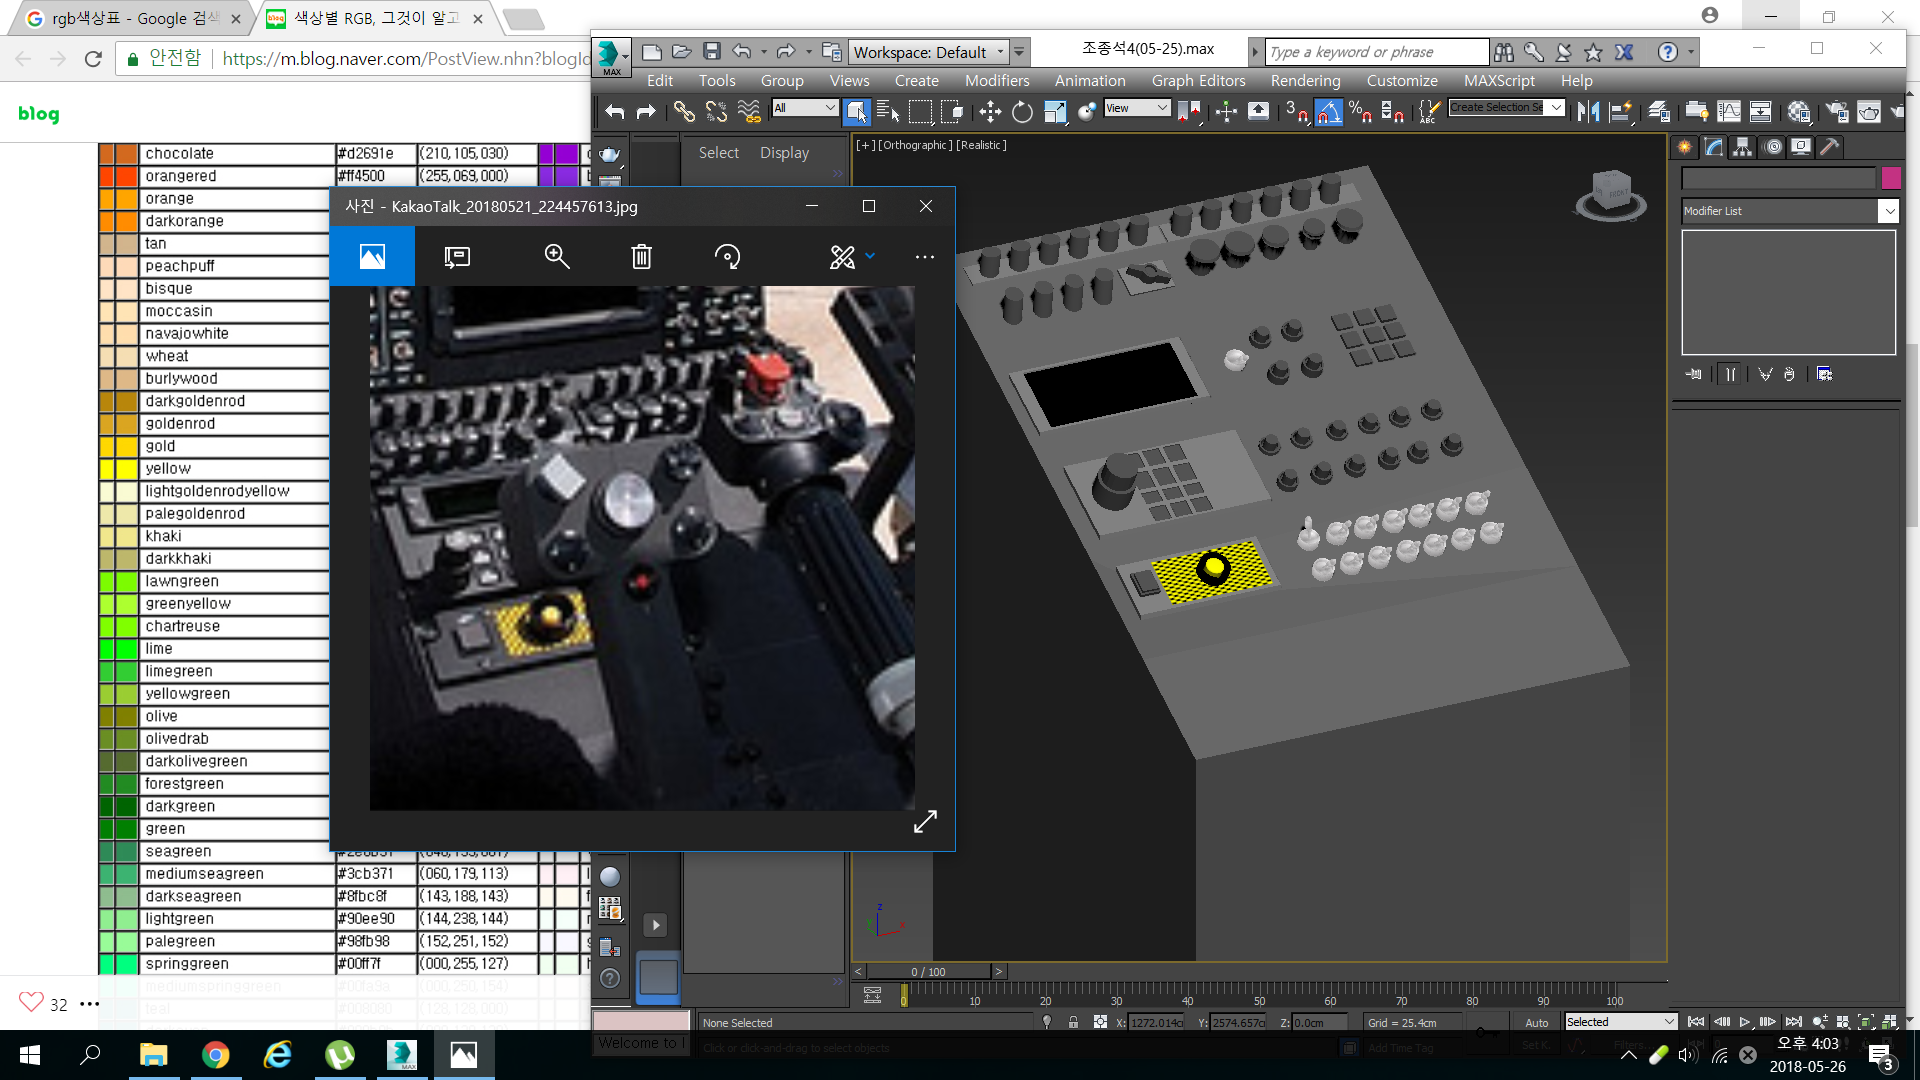 rgb색상표 - Google 검색
색상별 RGB, 그것이 알고
안전함
https://m.blog.naver.com/PostView.nhn?blogId
blog
chocolate #d2691e (210,105,030)
orangered #ff4500 (255,069,000)
orange
darkorange
tan
peachpuff
bisque
moccasin
navajowhite
wheat
burlywood
darkgoldenrod
goldenrod
gold
yellow
lightgoldenrodyellow
palegoldenrod
khaki
darkkhaki
lawngreen
greenyellow
chartreuse
lime
limegreen
yellowgreen
olive
olivedrab
darkolivegreen
forestgreen
darkgreen
green
seagreen
mediumseagreen #3cb371 (060,179,113)
darkseagreen #8fbc8f (143,188,143)
lightgreen #90ee90 (144,238,144)
palegreen #98fb98 (152,251,152)
springgreen #00ff7f (000,255,127)
mediumspringgreen #00fa9a (000,250,154)
teal #008080 (128,128,000)
32
사진 - KakaoTalk_20180521_224457613.jpg
MAX
Workspace: Default
조종석4(05-25).max
Type a keyword or phrase
Edit Tools Group Views Create Modifiers Animation Graph Editors Rendering Customize MAXScript Help
All
View
3
%
ABC
Create Selection Se
Select Display
[+] [Orthographic ] [Realistic ]
FRONT
Modifier List
z
x
0 / 100
0 10 20 30 40 50 60 70 80 90 100
None Selected
X: 1272.014c
Y: 2574.657c
Z: 0.0cm
Grid = 25.4cm
Auto
Selected
Welcome to
Click or click-and-drag to select objects
Add Time Tag
Set K.
Filters...
오후 4:03
2018-05-26
3